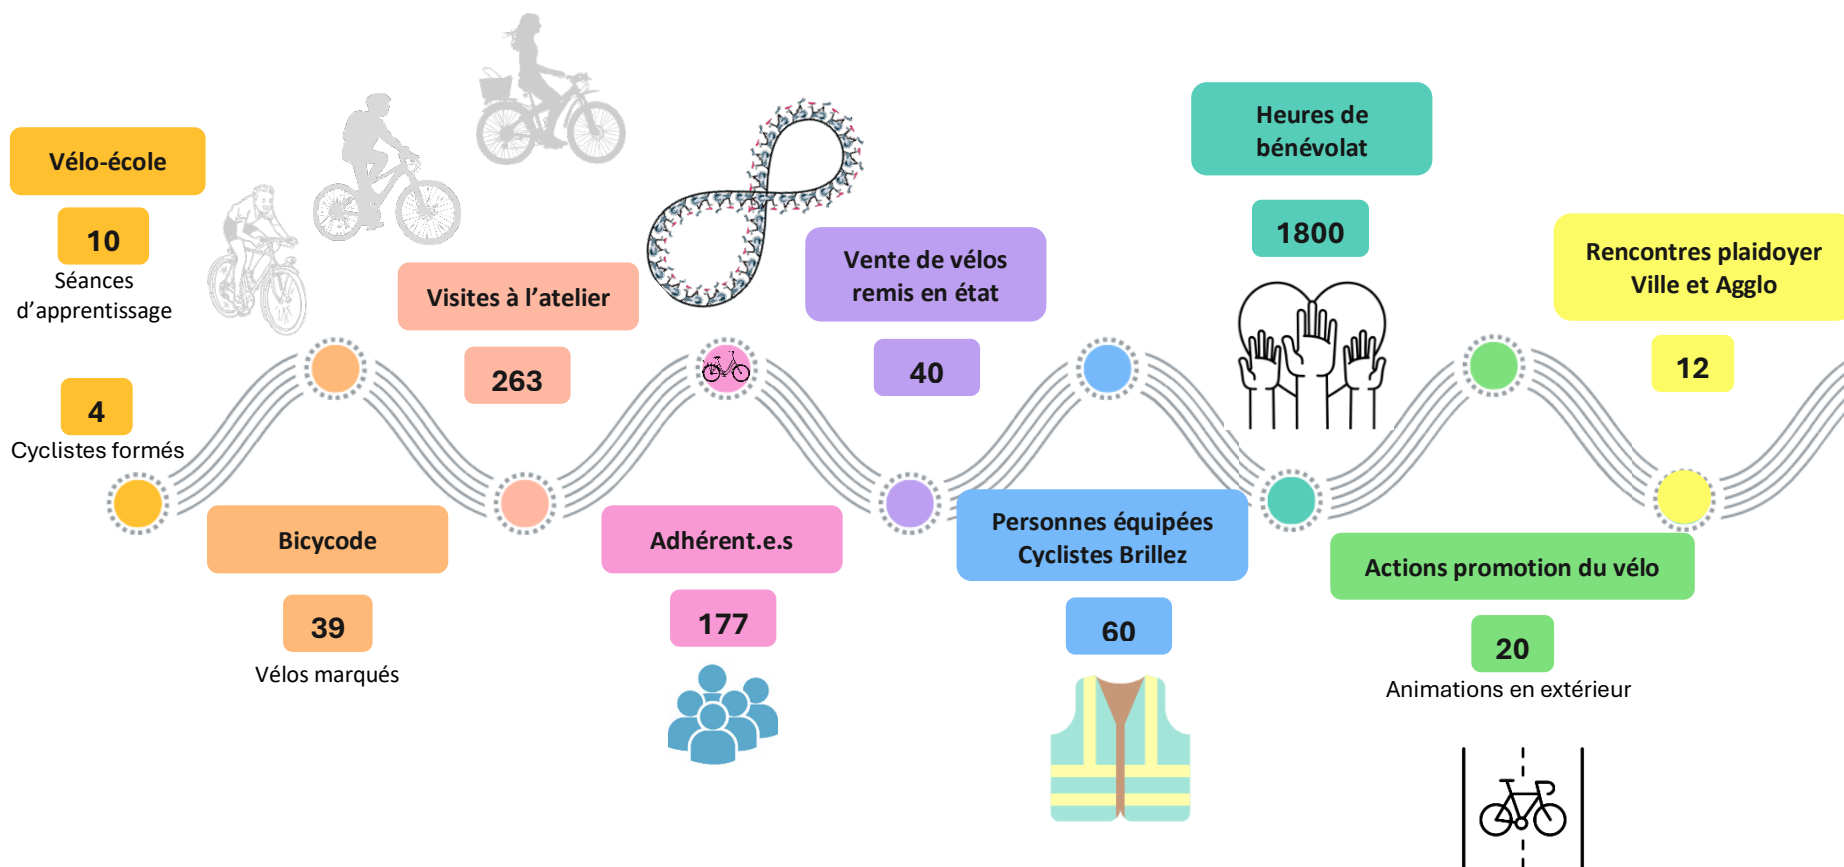 Vélo-école
10
Séances
d’apprentissage
4
Cyclistes formés
Bicycode
39
Vélos marqués
Visites à l’atelier
263
Adhérent.e.s
177
Vente de vélos
remis en état
40
Personnes équipées
Cyclistes Brillez
60
Heures de
bénévolat
1800
Actions promotion du vélo
20
Animations en extérieur
Rencontres plaidoyer
Ville et Agglo
12